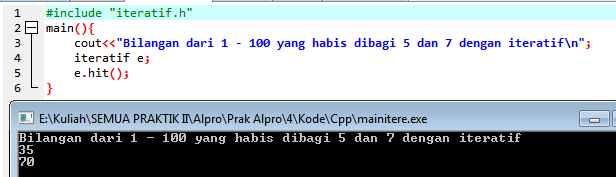 1 #include "iteratif.h"
2 main(){
3 cout<<"Bilangan dari 1 - 100 yang habis dibagi 5 dan 7 dengan iteratif\n";
4 iteratif e;
5 e.hit();
6 }
E:\Kuliah\SEMUA PRAKTIK II\Alpro\Prak Alpro\4\Kode\Cpp\mainitere.exe
Bilangan dari 1 - 100 yang habis dibagi 5 dan 7 dengan iteratif
35
70